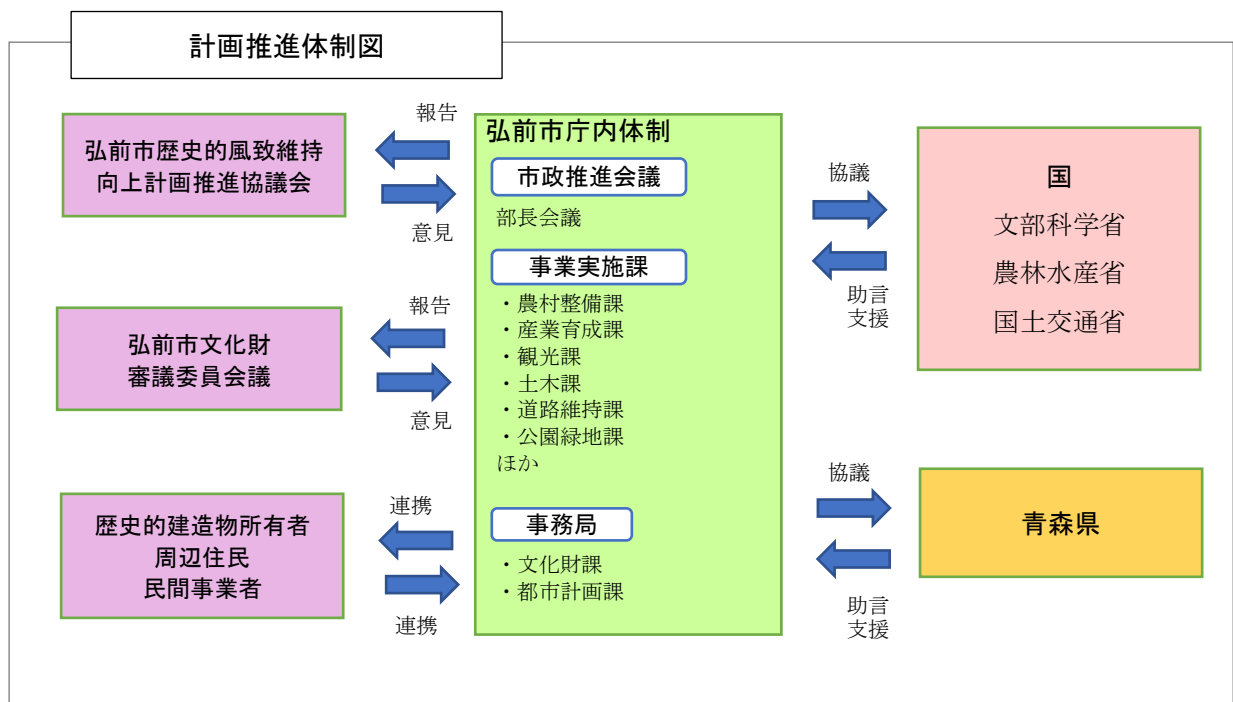 計画推進体制図
弘前市歴史的風致維持
向上計画推進協議会
報告
意見
弘前市文化財
審議委員会議
報告
意見
歴史的建造物所有者
周辺住民
民間事業者
連携
連携
弘前市庁内体制
市政推進会議
部長会議
事業実施課
・農村整備課
・産業育成課
・観光課
・土木課
・道路維持課
・公園緑地課
ほか
事務局
・文化財課
・都市計画課
協議
助言
支援
国
文部科学省
農林水産省
国土交通省
協議
助言
支援
青森県